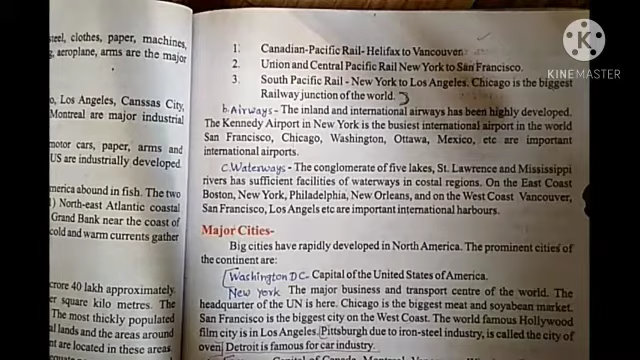 steel, clothes, paper, machines,
aeroplane, arms are the major
o, Los Angeles, Canssas City,
Montreal are major industrial
motor cars, paper, arms and
US are industrially developed.
merica abound in fish. The two
North-east Atlantic coastal
Grand Bank near the coast of
cold and warm currents gather
crore 40 lakh approximately.
er square kilo metres. The
The most thickly populated
al lands and the areas around
nt are located in these areas.
1. Canadian-Pacific Rail- Helifax to Vancouver.
2. Union and Central Pacific Rail New York to San Francisco.
3. South Pacific Rail - New York to Los Angeles. Chicago is the biggest
Railway junction of the world.
b. Airways - The inland and international airways has been highly developed.
The Kennedy Airport in New York is the busiest international airport in the world
San Francisco, Chicago, Washington, Ottawa, Mexico, etc are important
international airports.
c. Waterways - The conglomerate of five lakes, St. Lawrence and Mississippi
rivers has sufficient facilities of waterways in costal regions. On the East Coast
Boston, New York, Philadelphia, New Orleans, and on the West Coast Vancouver,
San Francisco, Los Angels etc are important international harbours.
Major Cities-
Big cities have rapidly developed in North America. The prominent cities of
the continent are:
Washington DC- Capital of the United States of America.
New York The major business and transport centre of the world. The
headquarter of the UN is here. Chicago is the biggest meat and soyabean market.
San Francisco is the biggest city on the West Coast. The world famous Hollywood
film city is in Los Angeles. Pittsburgh due to iron-steel industry, is called the city of
oven. Detroit is famous for car industry.
Capital of Canada, Montreal, Vancouver,
KINEMASTER